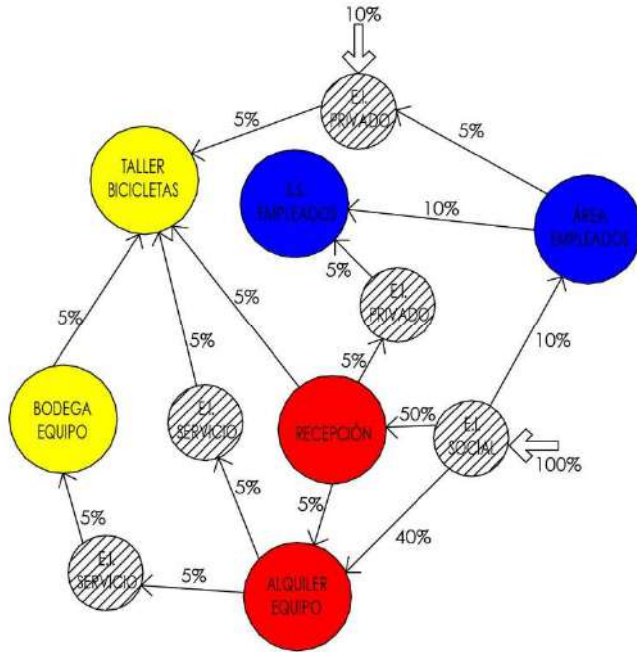 10%
E.I.
PRIVADO
5%
5%
TALLER
BICICLETAS
S.S.
EMPLEADOS
10%
ÁREA
EMPLEADOS
5%
E.I.
PRIVADO
5%
5%
5%
5%
10%
BODEGA
EQUIPO
E.I.
SERVICIO
RECEPCIÓN
50%
E.I.
SOCIAL
100%
5%
5%
5%
40%
E.I.
SERVICIO
5%
ALQUILER
EQUIPO